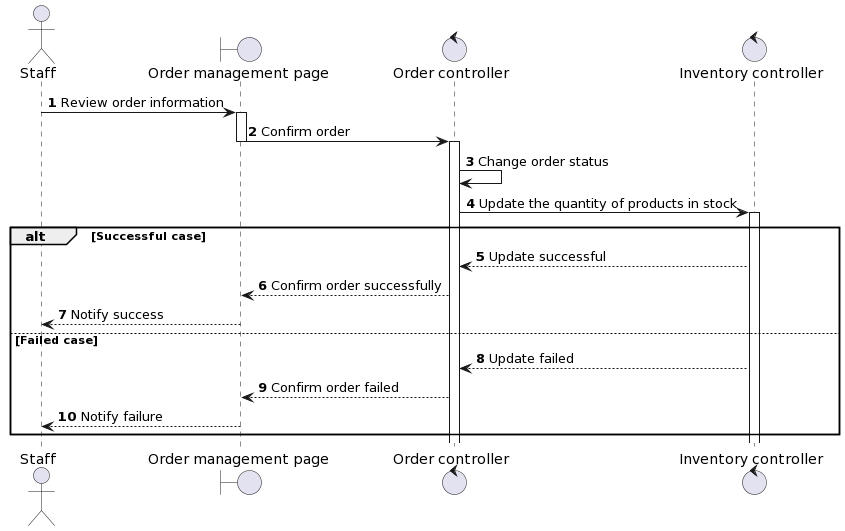 Staff
Order management page
Order controller
Inventory controller
1 Review order information
2 Confirm order
3 Change order status
4 Update the quantity of products in stock
alt [Successful case]
5 Update successful
6 Confirm order successfully
7 Notify success
[Failed case]
8 Update failed
9 Confirm order failed
10 Notify failure
Staff
Order management page
Order controller
Inventory controller